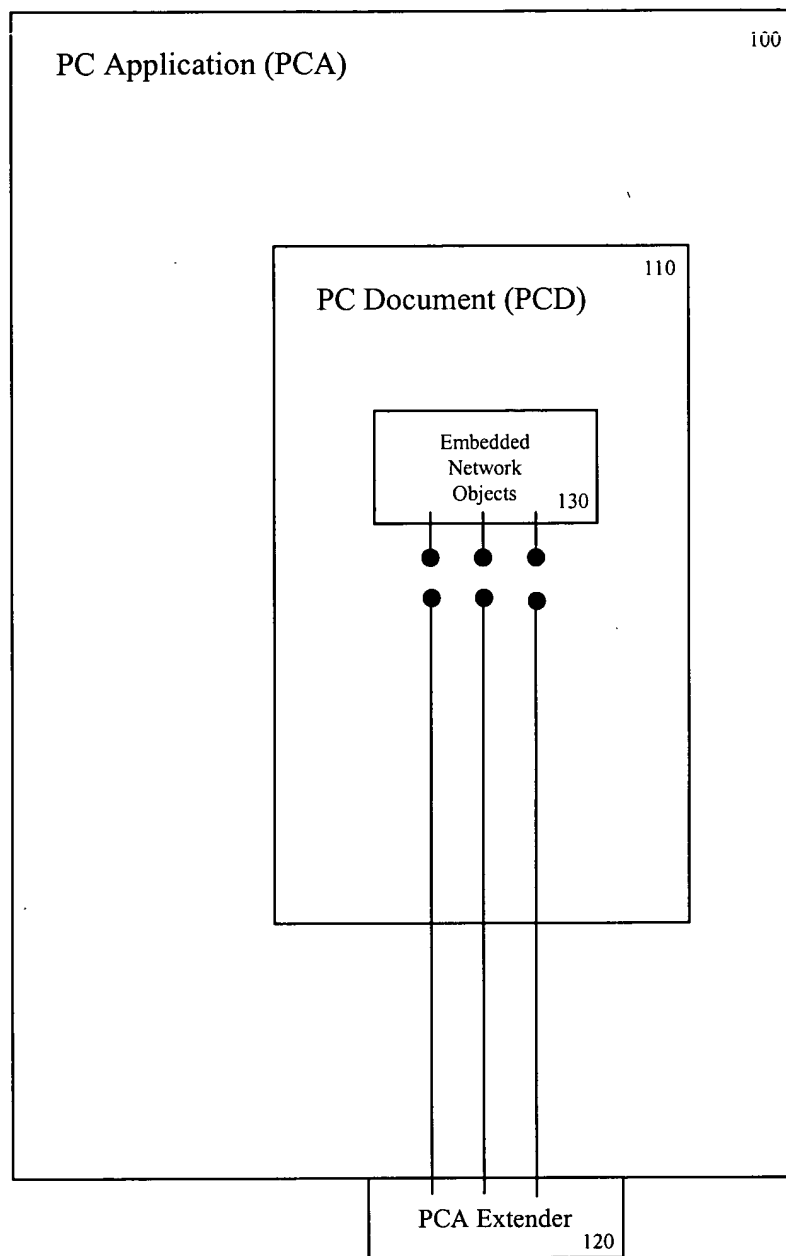 100
PC Application (PCA)
110
PC Document (PCD)
Embedded
Network
Objects
130
PCA Extender
120